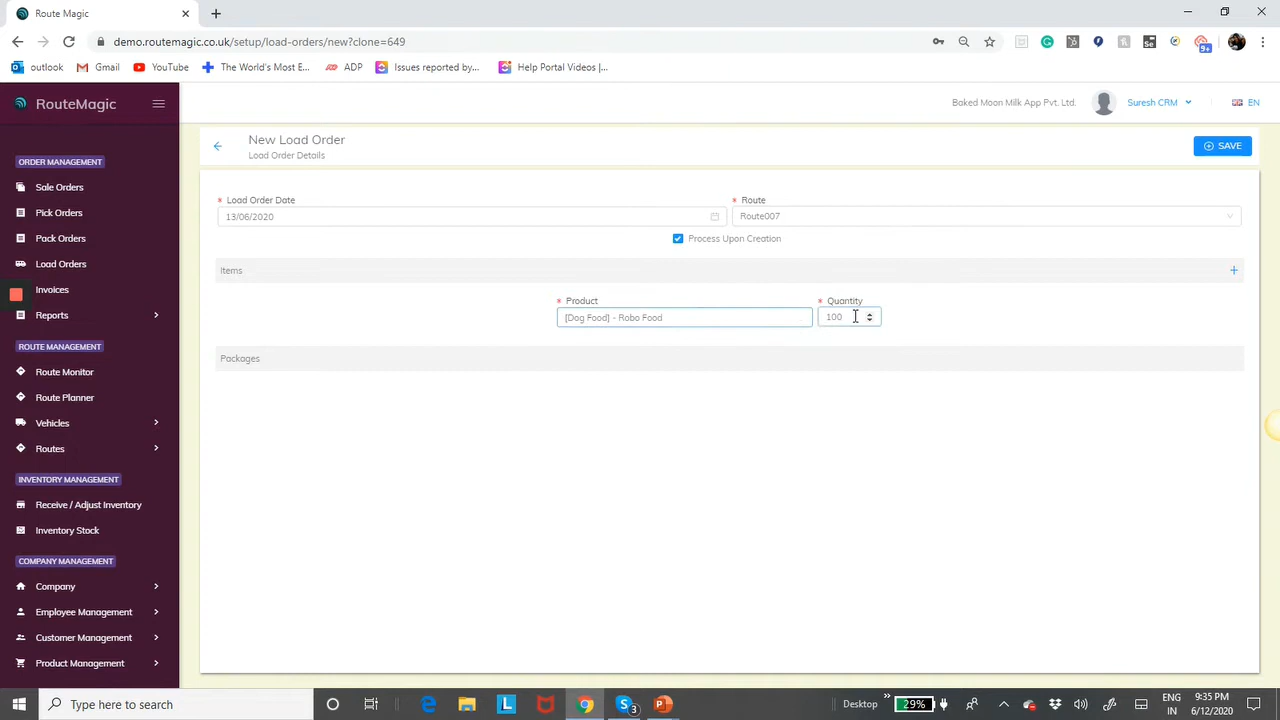 Route Magic
demo.routemagic.co.uk/setup/load-orders/new?clone=649
outlook
Gmail
YouTube
The World's Most E...
ADP
Issues reported by...
Help Portal Videos |...
RouteMagic
Baked Moon Milk App Pvt. Ltd.
Suresh CRM
EN
New Load Order
Load Order Details
SAVE
ORDER MANAGEMENT
Sale Orders
Pick Orders
Pack Orders
Load Orders
Invoices
Reports
ROUTE MANAGEMENT
Route Monitor
Route Planner
Vehicles
Routes
INVENTORY MANAGEMENT
Receive / Adjust Inventory
Inventory Stock
COMPANY MANAGEMENT
Company
Employee Management
Customer Management
Product Management
* Load Order Date
13/06/2020
* Route
Route007
Process Upon Creation
Items
* Product
[Dog Food] - Robo Food
* Quantity
100
Packages
Type here to search
Desktop
29%
ENG
IN
9:35 PM
6/12/2020